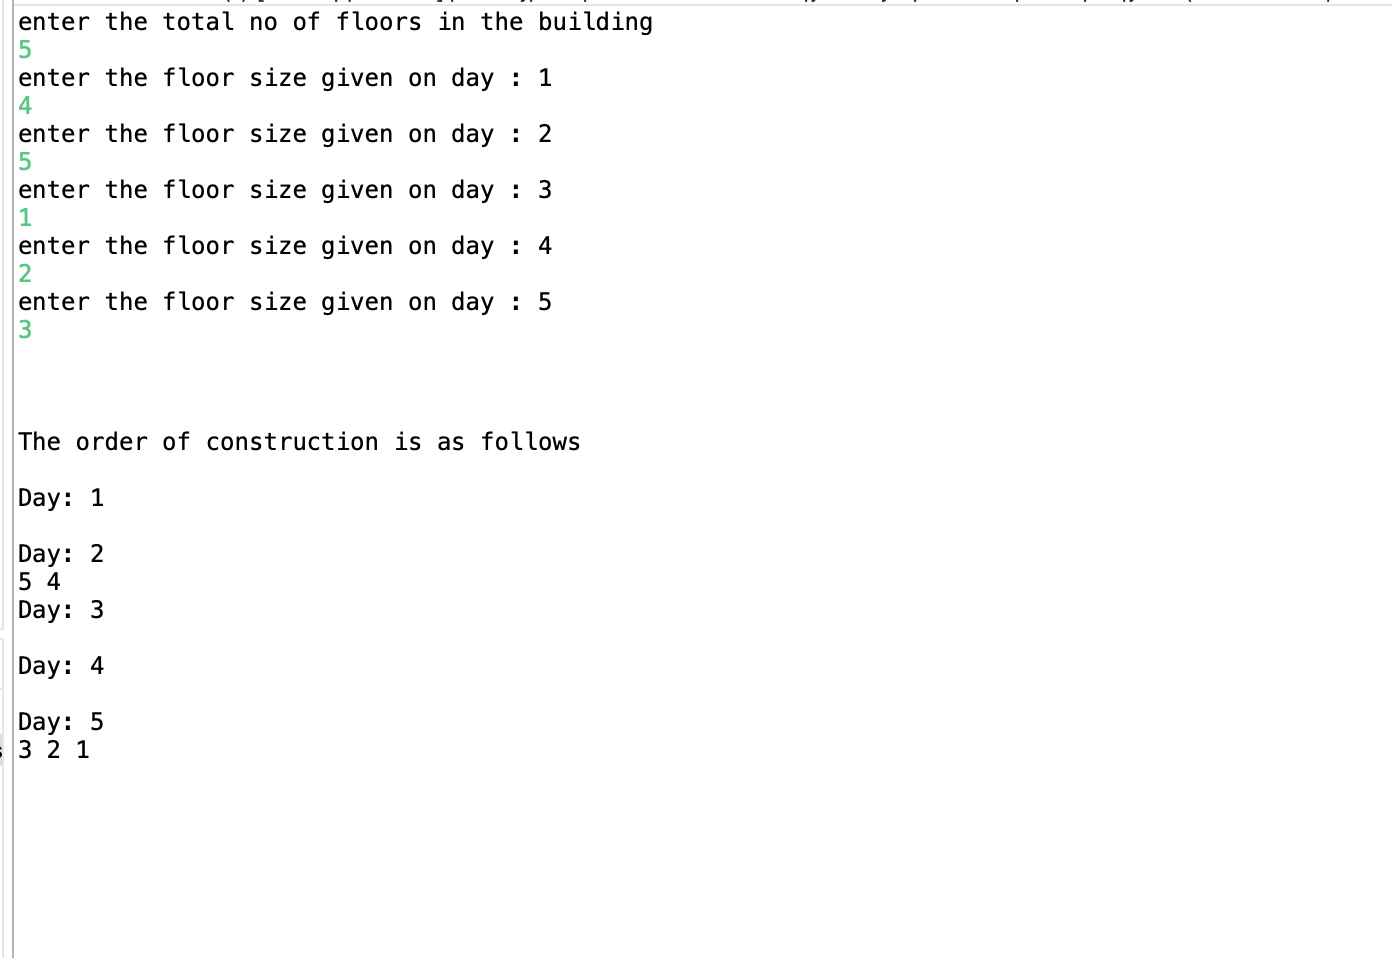 enter the total no of floors in the building
5
enter the floor size given on day : 1
4
enter the floor size given on day : 2
5
enter the floor size given on day : 3
1
enter the floor size given on day : 4
2
enter the floor size given on day : 5
3
The order of construction is as follows
Day: 1
Day: 2
5 4
Day: 3
Day: 4
Day: 5
3 2 1